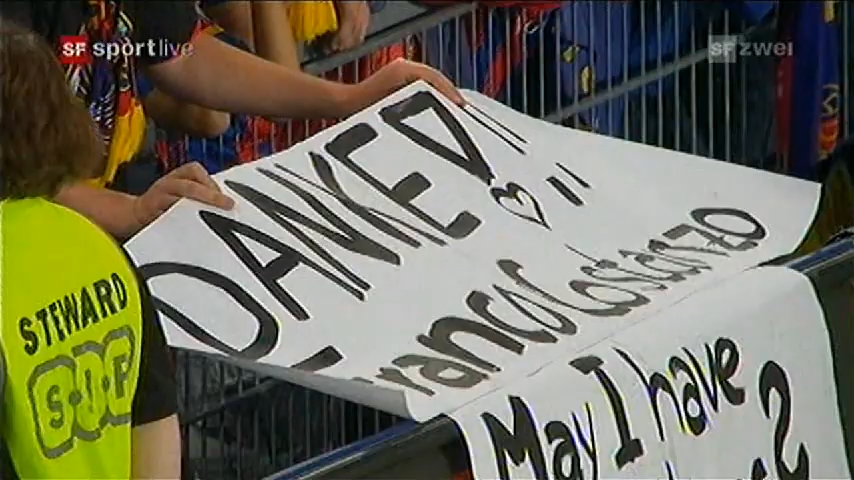 SF sportlive
SF zwei
DANKE!!
Franco Costanzo
May I have
STEWARD
S·J·P